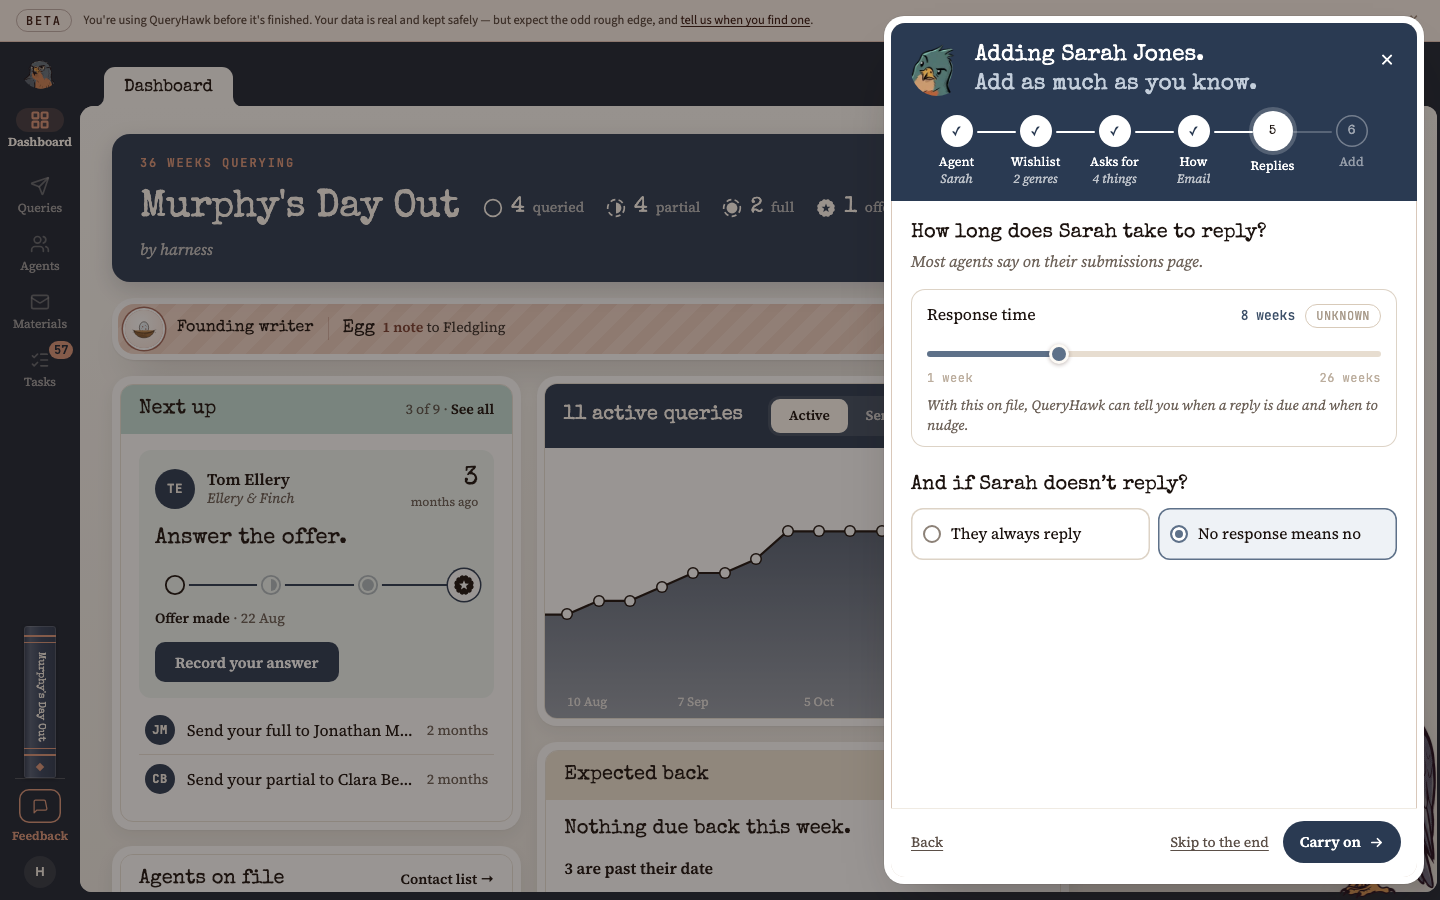 BETA
You're using QueryHawk before it's finished. Your data is real and kept safely — but expect the odd rough edge, and tell us when you find one.
Dashboard
Dashboard
Queries
Agents
Materials
57
Tasks
Murphy's Day Out
Feedback
H
36 WEEKS QUERYING
Murphy's Day Out
4 queried
4 partial
2 full
1
by harness
Founding writer
Egg 1 note to Fledgling
Next up
3 of 9 · See all
TE
Tom Ellery
Ellery & Finch
3
months ago
Answer the offer.
Offer made · 22 Aug
Record your answer
JM
Send your full to Jonathan M...
2 months
CB
Send your partial to Clara Be...
2 months
Agents on file
Contact list →
11 active queries
Active
10 Aug
7 Sep
5 Oct
Expected back
Nothing due back this week.
3 are past their date
Adding Sarah Jones.
Add as much as you know.
✓
✓
✓
✓
5
6
Agent
Wishlist
Asks for
How
Replies
Add
Sarah
2 genres
4 things
Email
How long does Sarah take to reply?
Most agents say on their submissions page.
Response time
8 weeks
UNKNOWN
1 week
26 weeks
With this on file, QueryHawk can tell you when a reply is due and when to
nudge.
And if Sarah doesn’t reply?
They always reply
No response means no
Back
Skip to the end
Carry on →